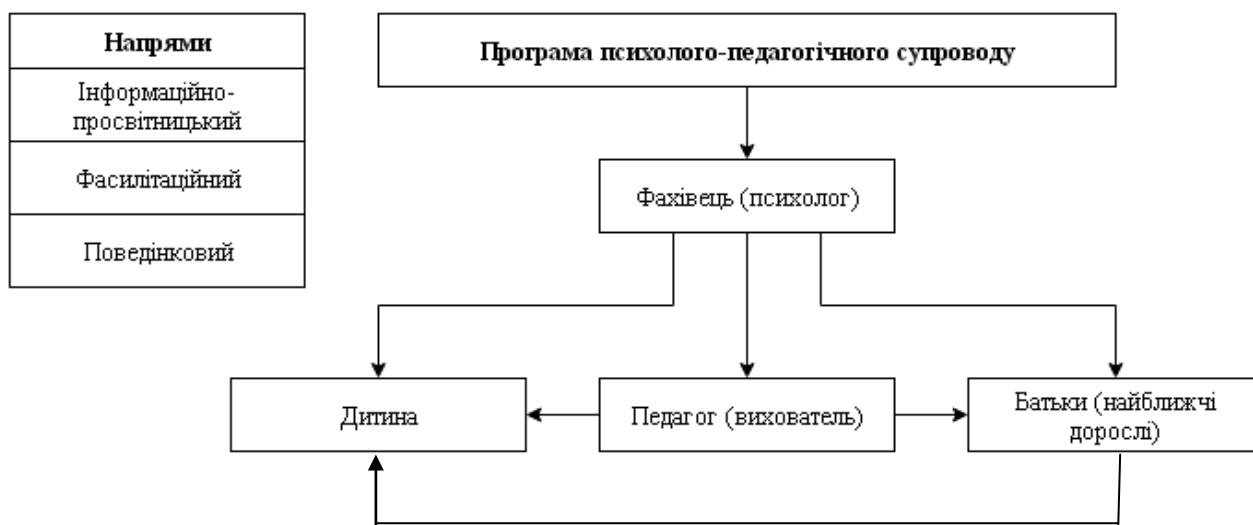 Напрями
Інформаційно-
просвітницький
Фасилітаційний
Поведінковий
Програма психолого-педагогічного супроводу
Фахівець (психолог)
Дитина
Педагог (вихователь)
Батьки (найближчі
дорослі)